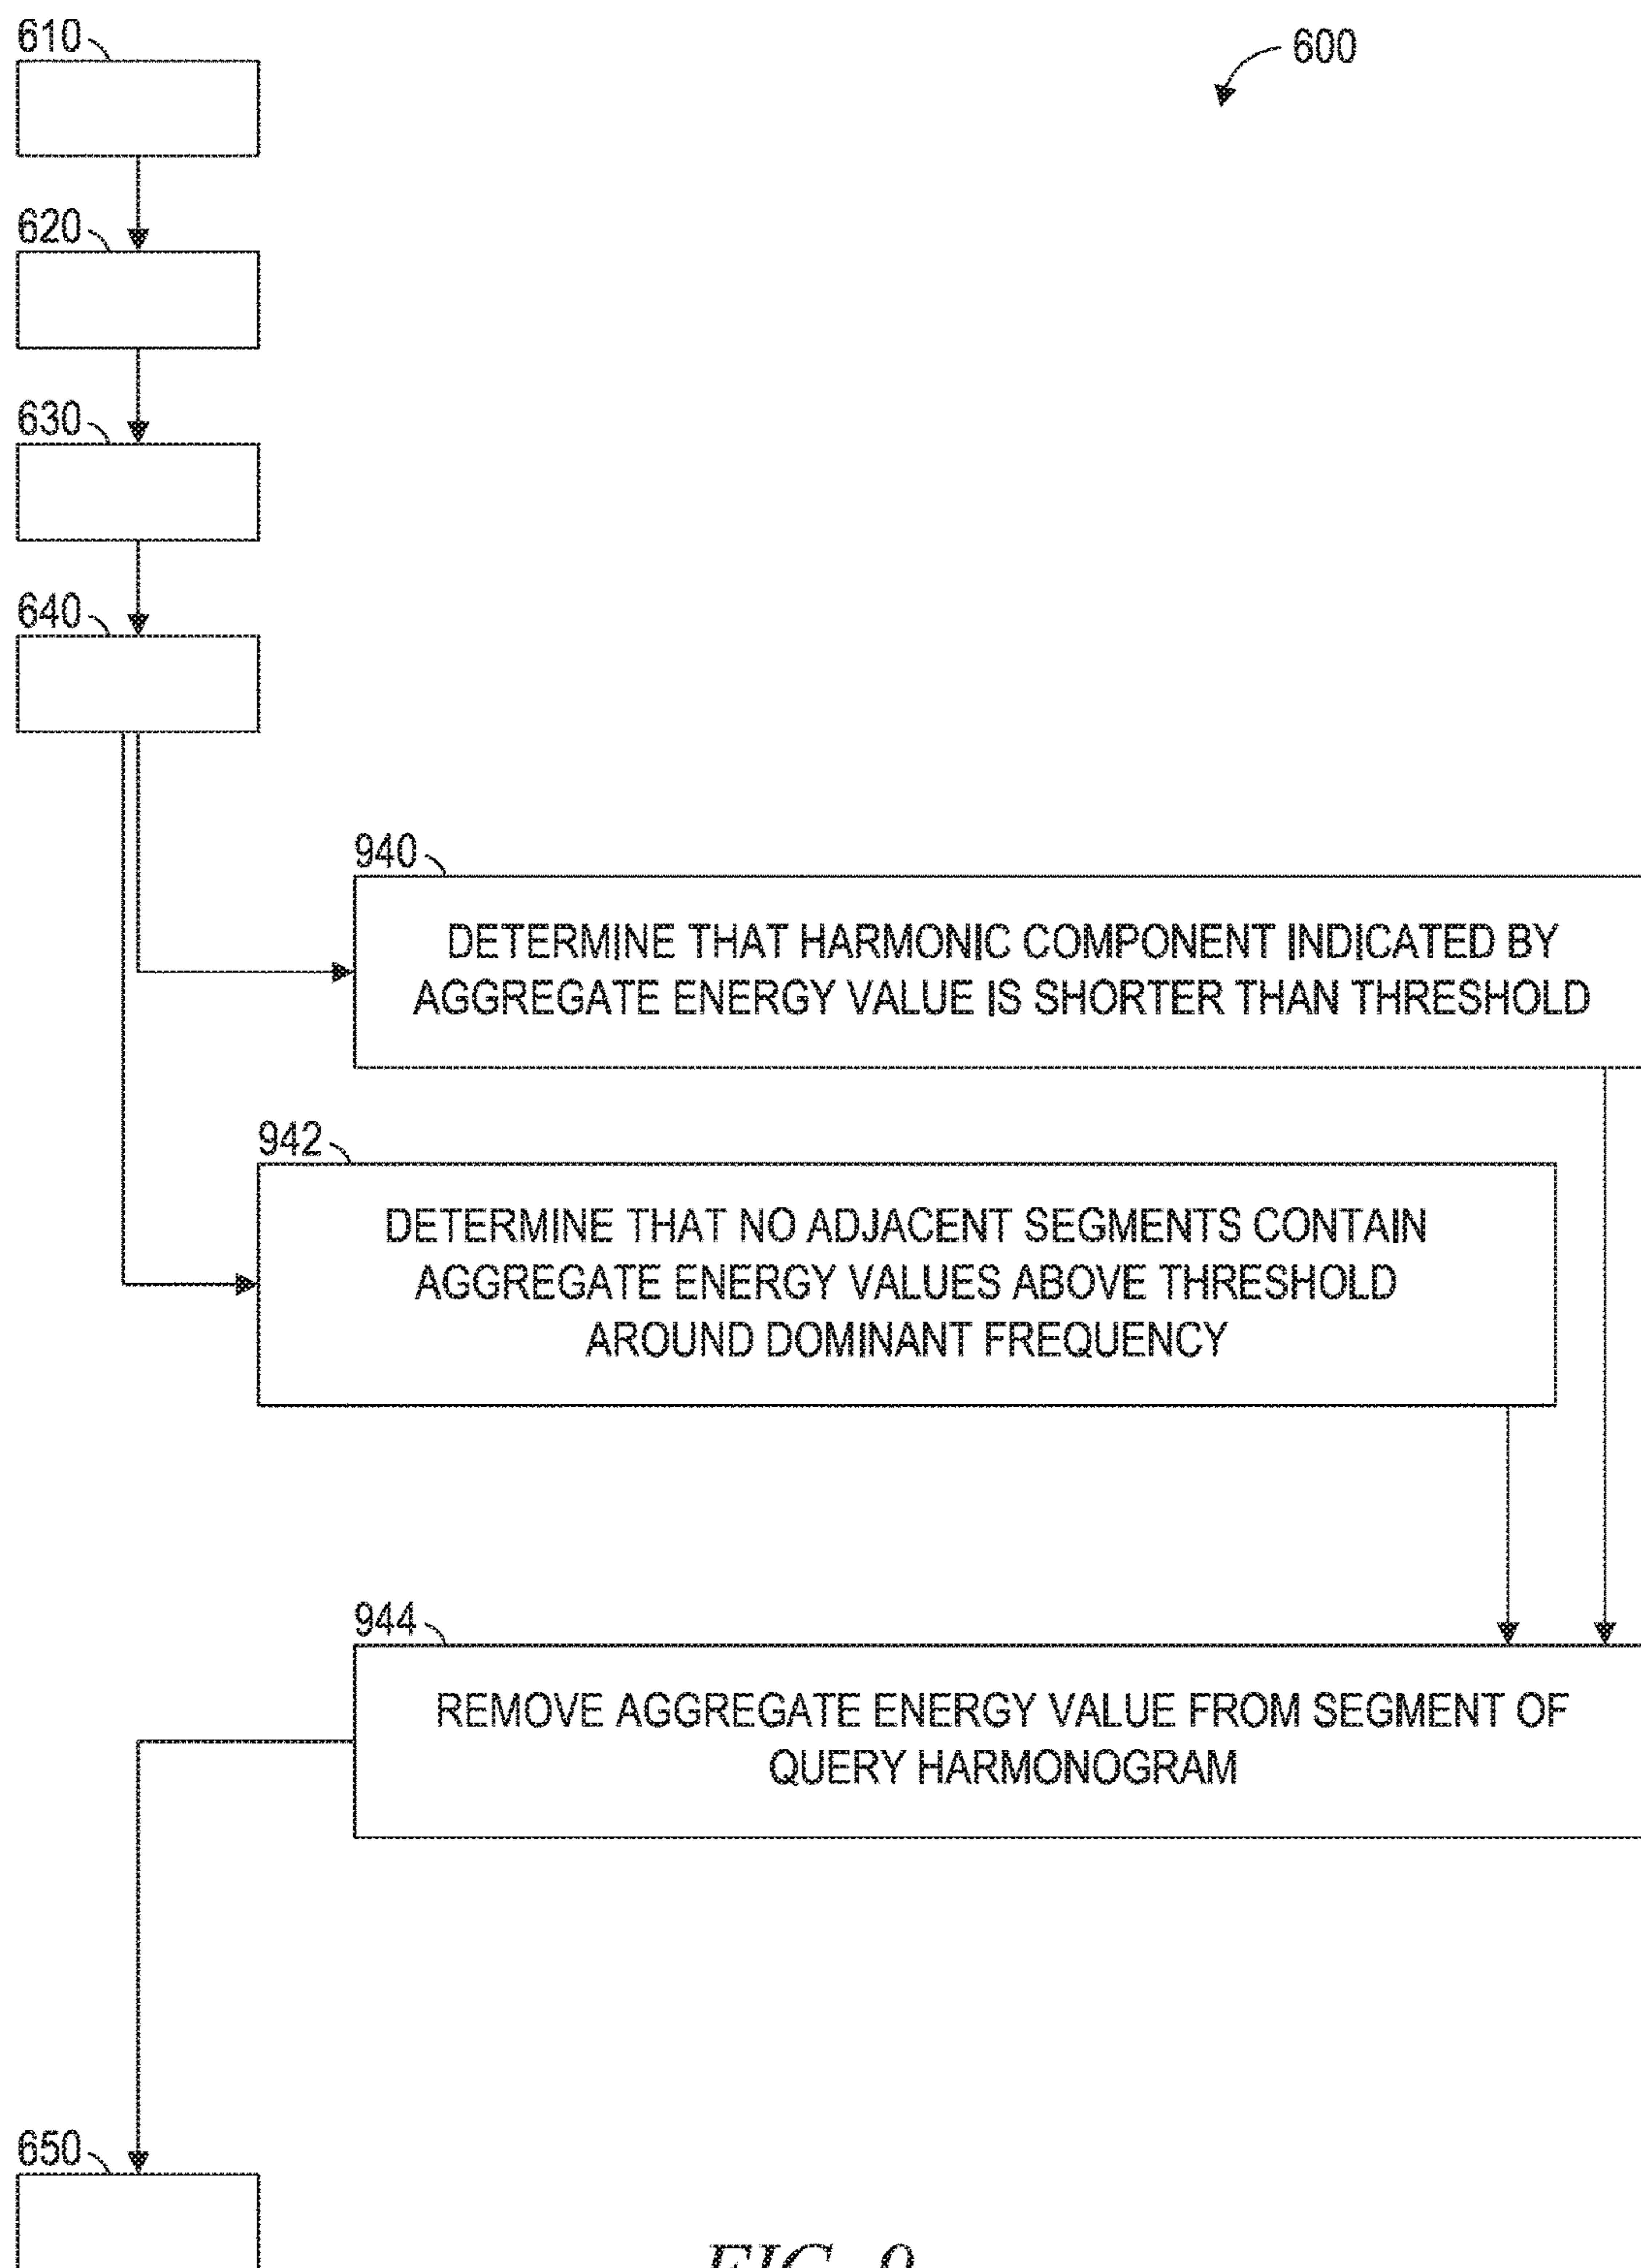 610
600
620
630
640
940
DETERMINE THAT HARMONIC COMPONENT INDICATED BY
AGGREGATE ENERGY VALUE IS SHORTER THAN THRESHOLD
942
DETERMINE THAT NO ADJACENT SEGMENTS CONTAIN
AGGREGATE ENERGY VALUES ABOVE THRESHOLD
AROUND DOMINANT FREQUENCY
944
REMOVE AGGREGATE ENERGY VALUE FROM SEGMENT OF
QUERY HARMONOGRAM
650
FIG. 9